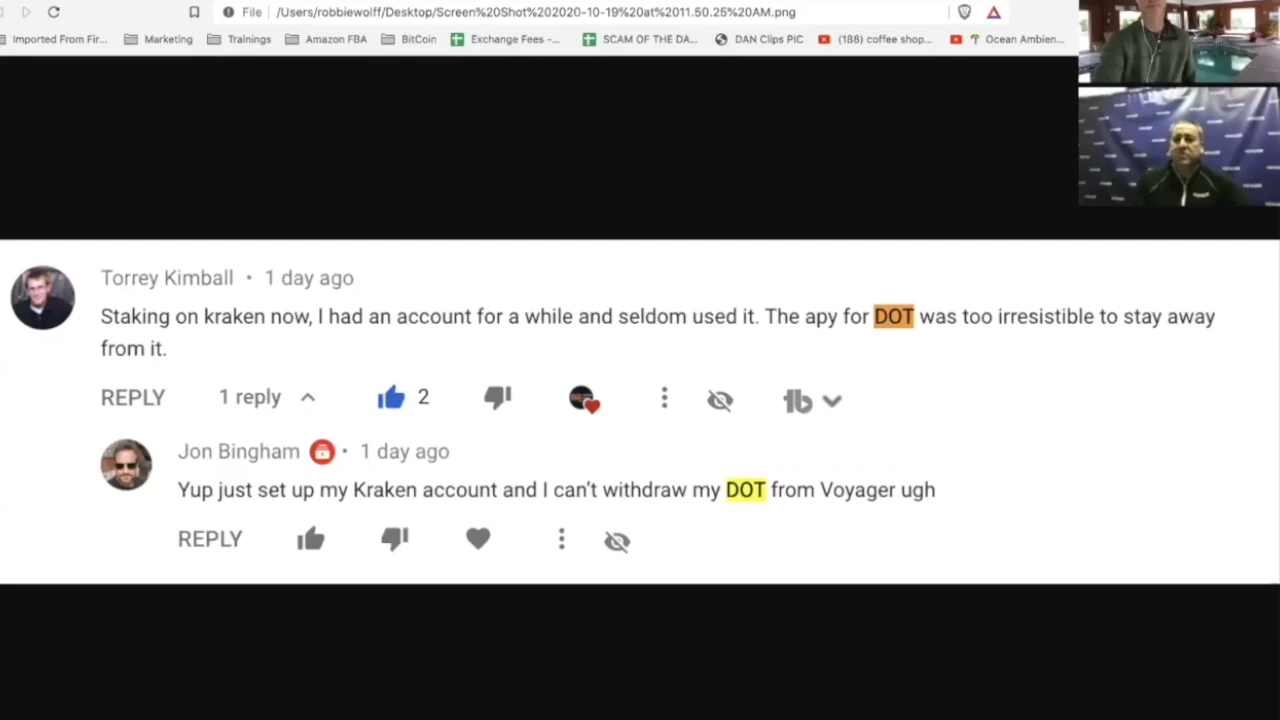 File /Users/robbiewolff/Desktop/Screen%20Shot%202020-10-19%20at%2011.50.25%20AM.png
Imported From Fir... Marketing Trainings Amazon FBA BitCoin Exchange Fees -... SCAM OF THE DA... DAN Clips PIC (188) coffee shop... Ocean Ambien...
Torrey Kimball • 1 day ago
Staking on kraken now, I had an account for a while and seldom used it. The apy for DOT was too irresistible to stay away
from it.
REPLY 1 reply 2
Jon Bingham • 1 day ago
Yup just set up my Kraken account and I can't withdraw my DOT from Voyager ugh
REPLY